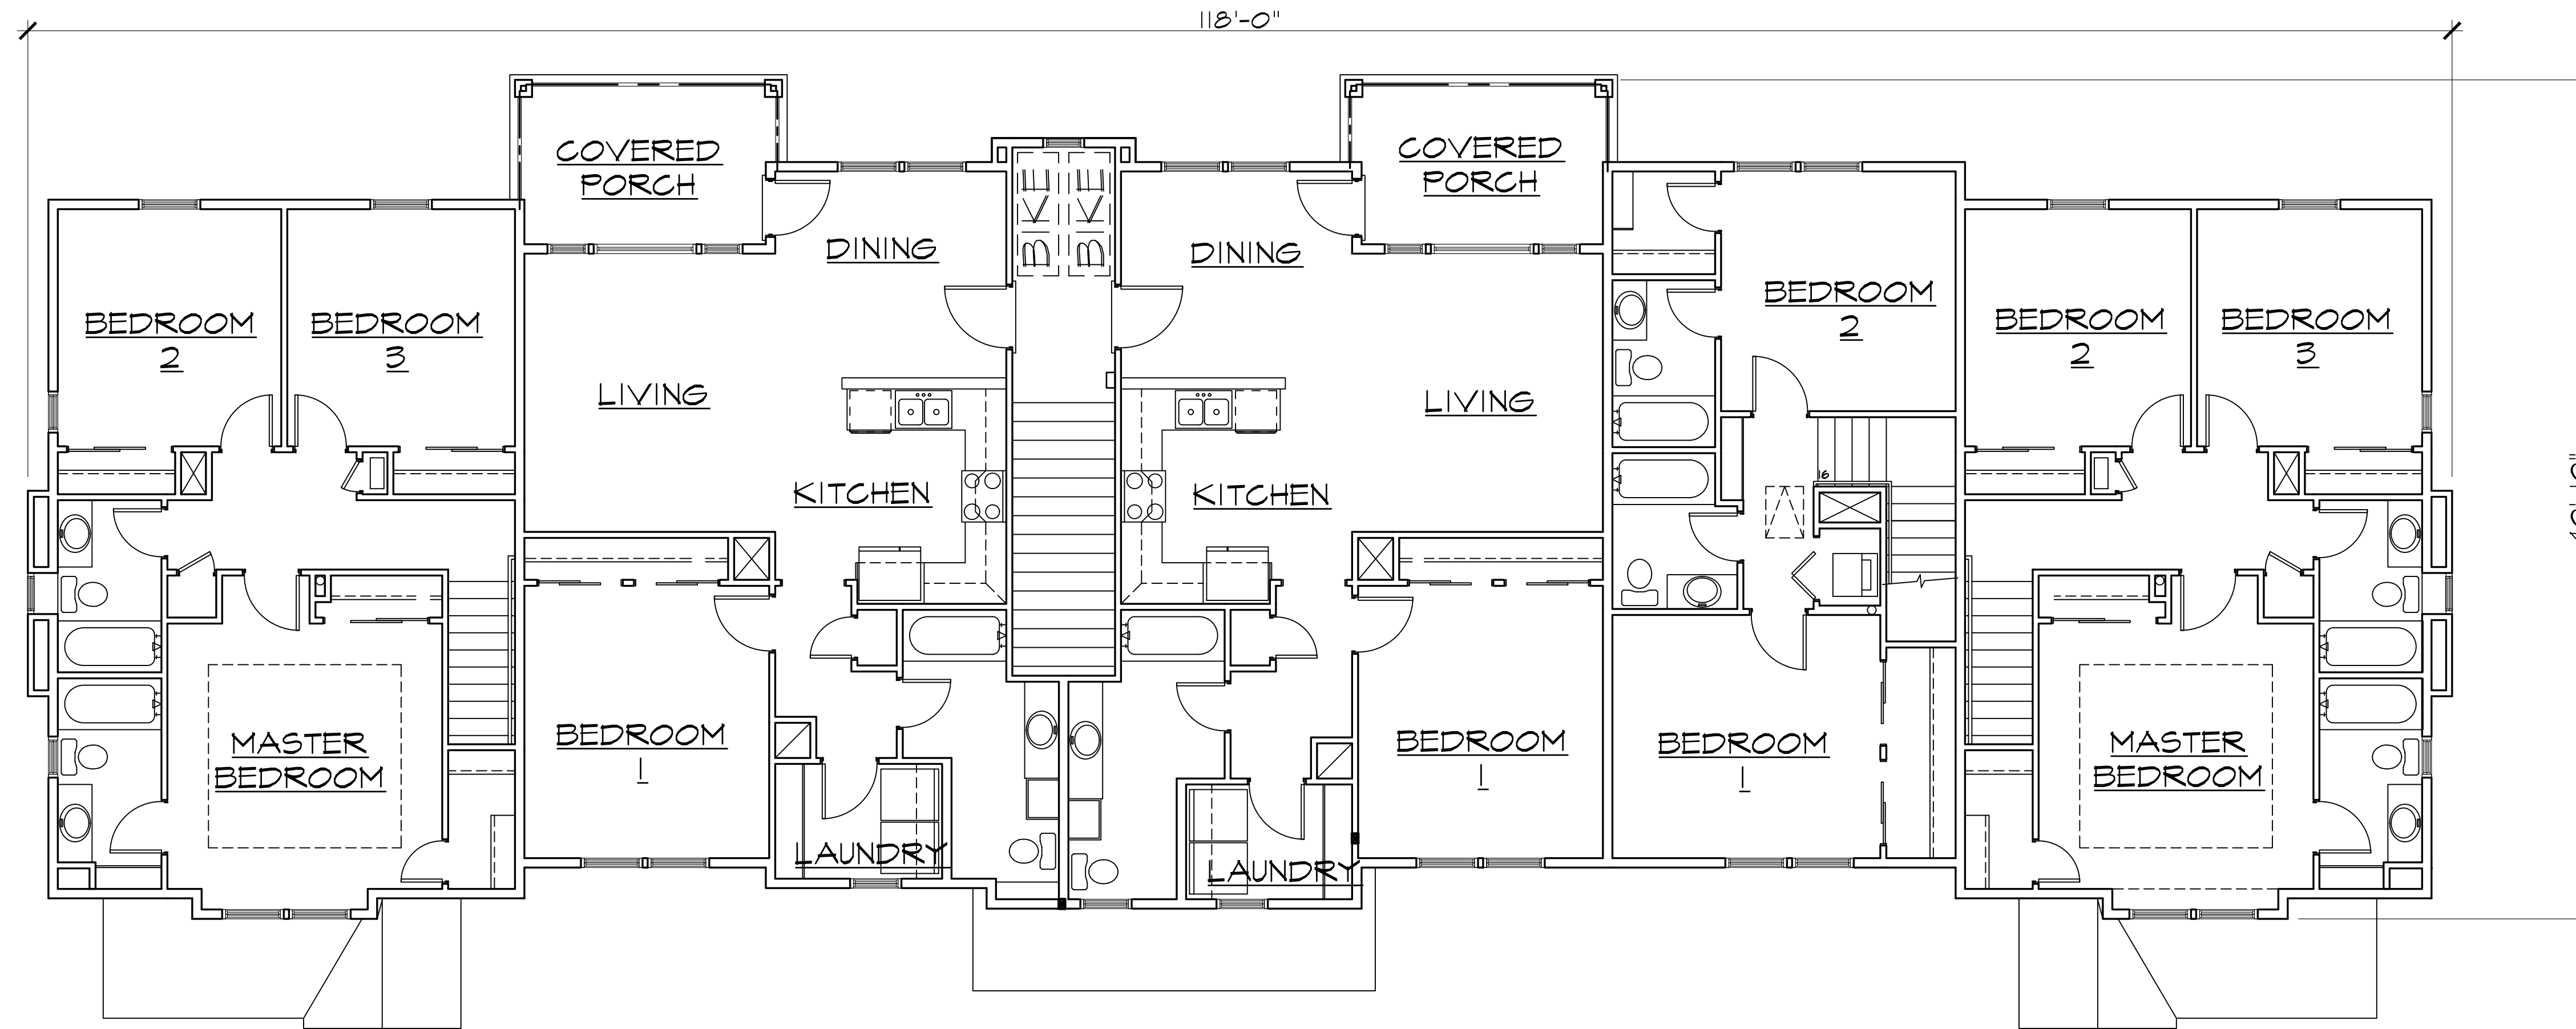 118'-0"
COVERED
PORCH
COVERED
PORCH
DINING
DINING
BEDROOM
2
BEDROOM
3
BEDROOM
2
BEDROOM
2
BEDROOM
3
LIVING
LIVING
KITCHEN
KITCHEN
16
MASTER
BEDROOM
BEDROOM
1
BEDROOM
1
BEDROOM
1
MASTER
BEDROOM
LAUNDRY
LAUNDRY